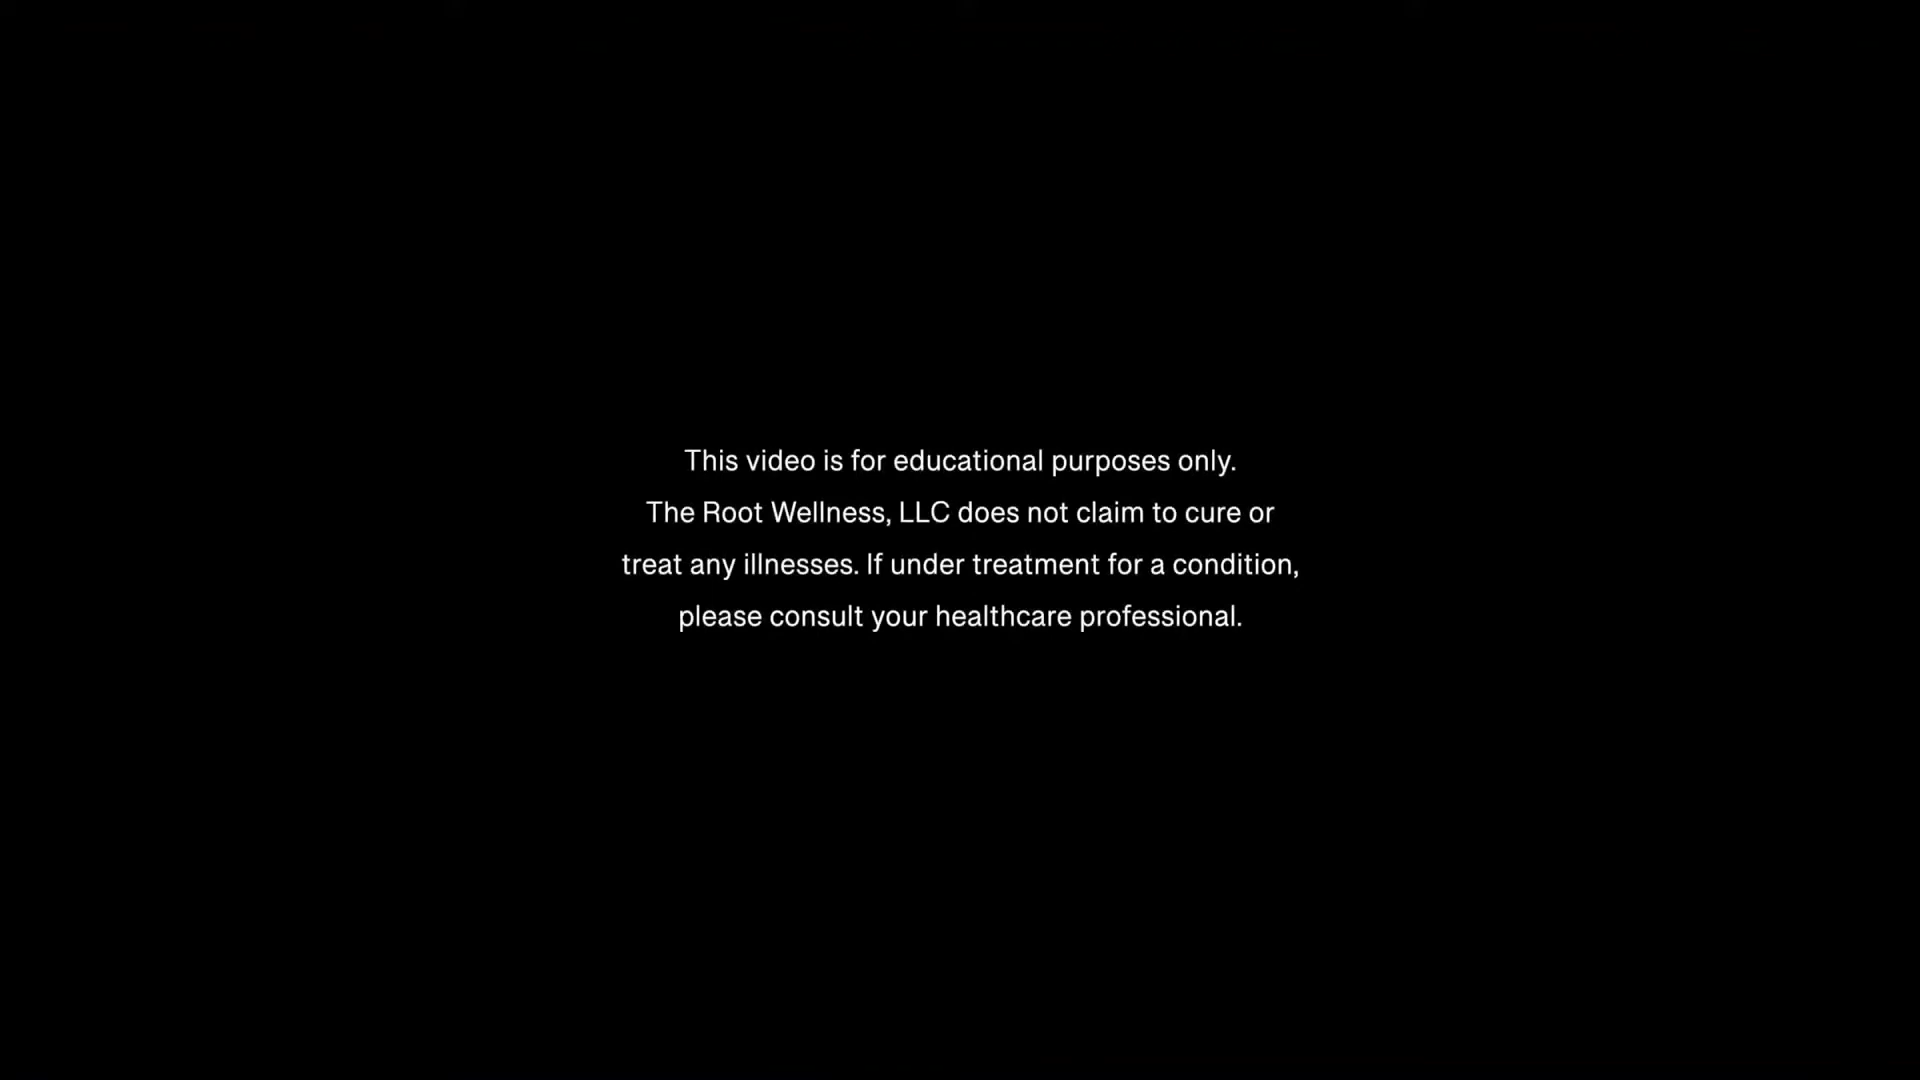 This video is for educational purposes only.
The Root Wellness, LLC does not claim to cure or
treat any illnesses. If under treatment for a condition,
please consult your healthcare professional.